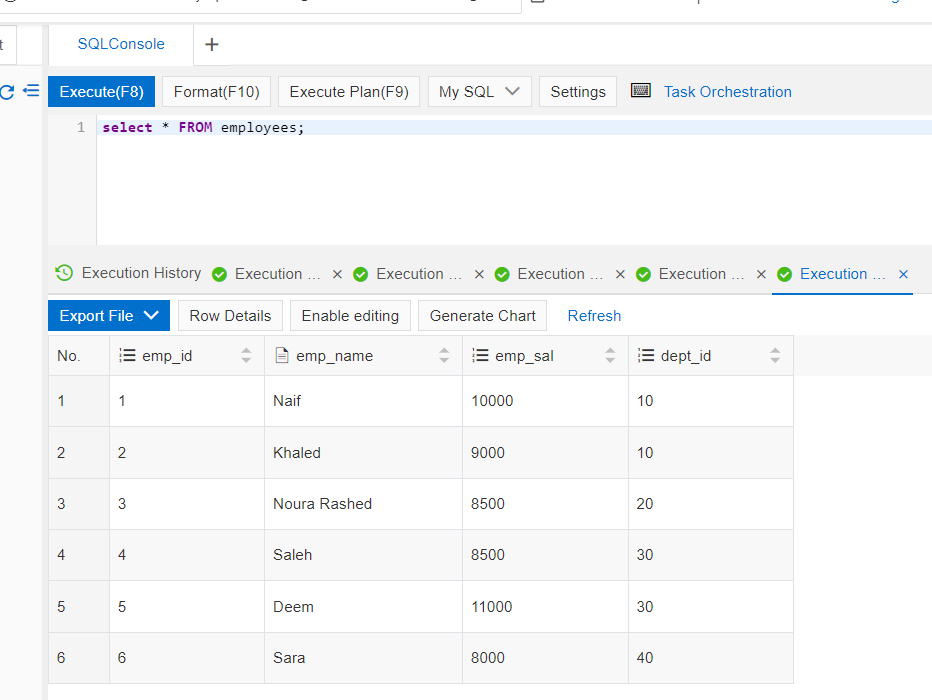 SQLConsole +
Execute(F8) Format(F10) Execute Plan(F9) My SQL Settings Task Orchestration
1 select * FROM employees;
Execution History Execution ... × Execution ... × Execution ... × Execution ... × Execution ... ×
Export File Row Details Enable editing Generate Chart Refresh
No. emp_id emp_name emp_sal dept_id
1 1 Naif 10000 10
2 2 Khaled 9000 10
3 3 Noura Rashed 8500 20
4 4 Saleh 8500 30
5 5 Deem 11000 30
6 6 Sara 8000 40